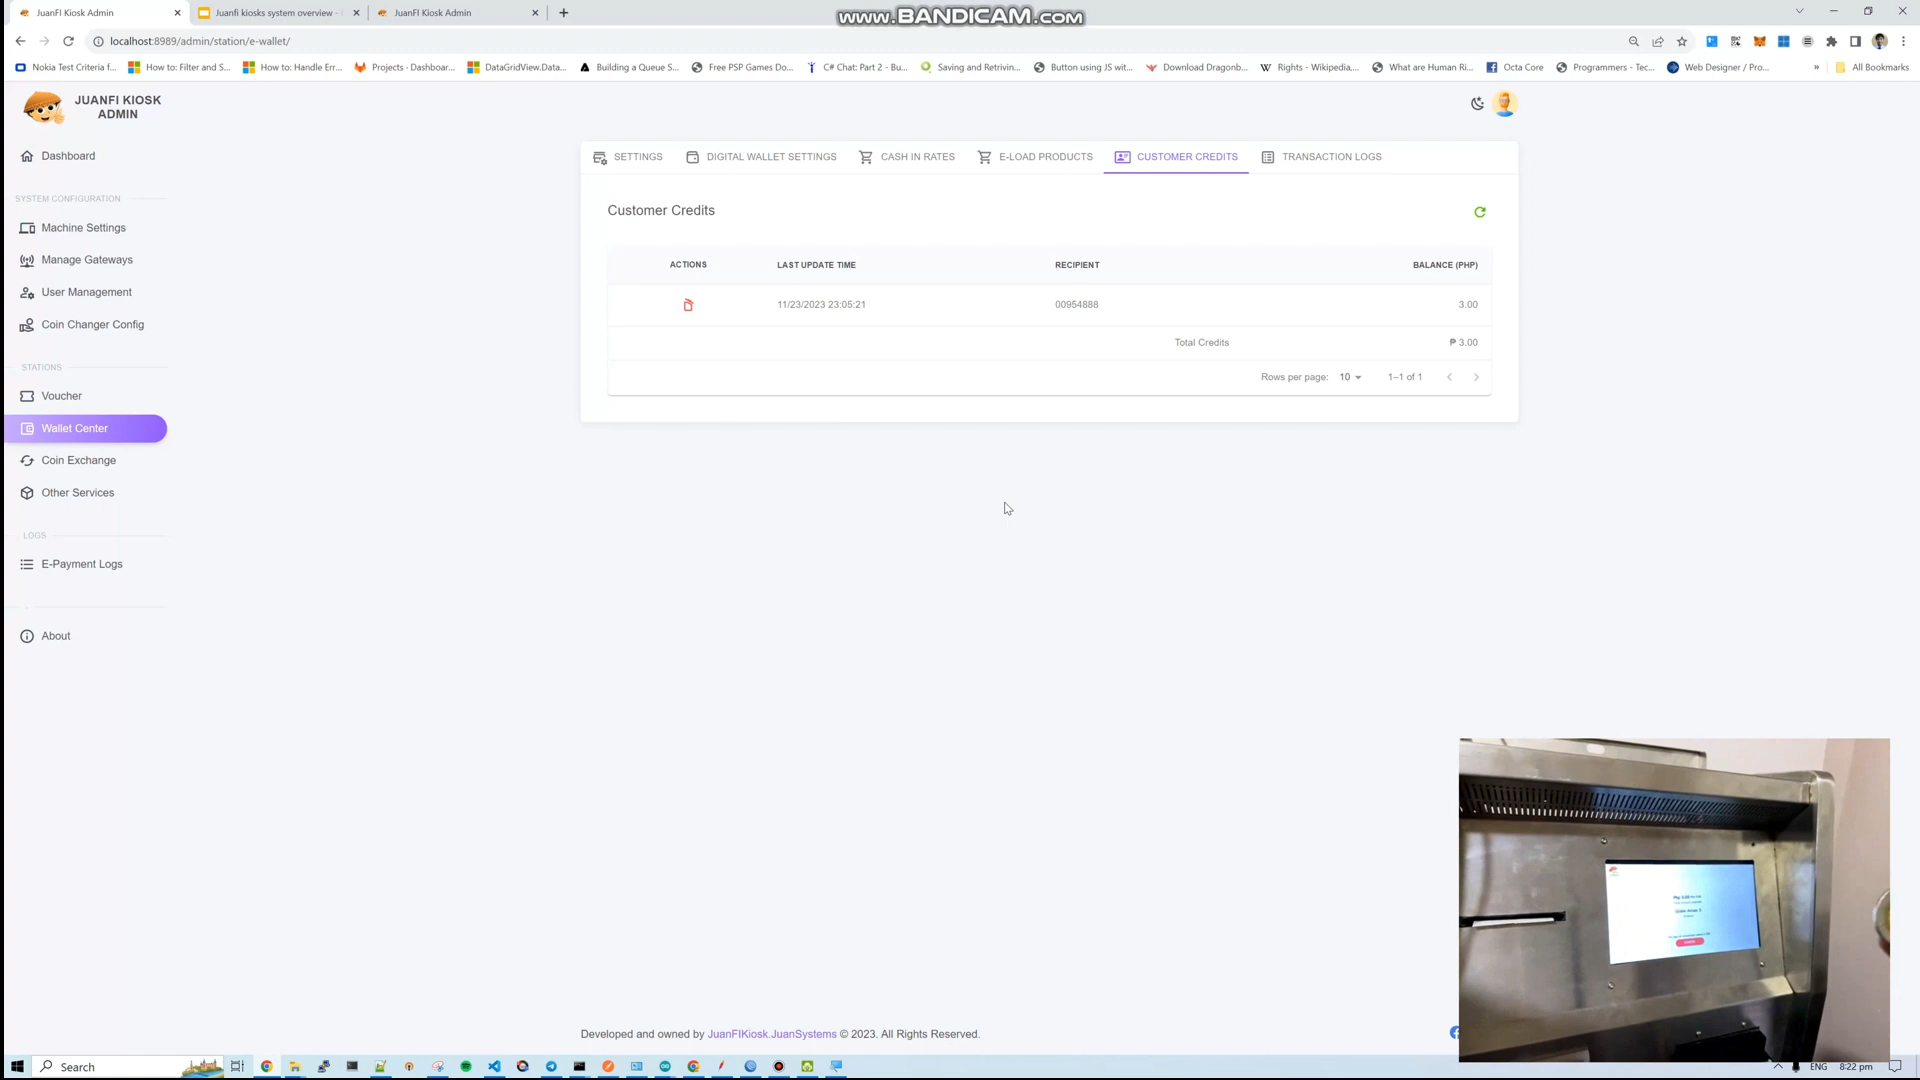 JuanFI Kiosk Admin
Juanfi kiosks system overview -
JuanFI Kiosk Admin
www.BANDICAM.com
localhost:8989/admin/station/e-wallet/
Nokia Test Criteria f...
How to: Filter and S...
How to: Handle Err...
Projects · Dashboar...
DataGridView.Data...
Building a Queue S...
Free PSP Games Do...
C# Chat: Part 2 - Bu...
Saving and Retrivin...
Button using JS wit...
Download Dragonb...
Rights - Wikipedia,...
What are Human Ri...
Octa Core
Programmers - Tec...
Web Designer / Pro...
»
All Bookmarks
JUANFI KIOSK
ADMIN
Dashboard
SYSTEM CONFIGURATION
Machine Settings
Manage Gateways
User Management
Coin Changer Config
STATIONS
Voucher
Wallet Center
Coin Exchange
Other Services
LOGS
E-Payment Logs
About
SETTINGS
DIGITAL WALLET SETTINGS
CASH IN RATES
E-LOAD PRODUCTS
CUSTOMER CREDITS
TRANSACTION LOGS
Customer Credits
ACTIONS LAST UPDATE TIME RECIPIENT BALANCE (PHP)
11/23/2023 23:05:21 00954888 3.00
Total Credits ₱ 3.00
Rows per page: 10 1–1 of 1
Developed and owned by JuanFIKiosk.JuanSystems © 2023. All Rights Reserved.
Search
ENG 8:22 pm